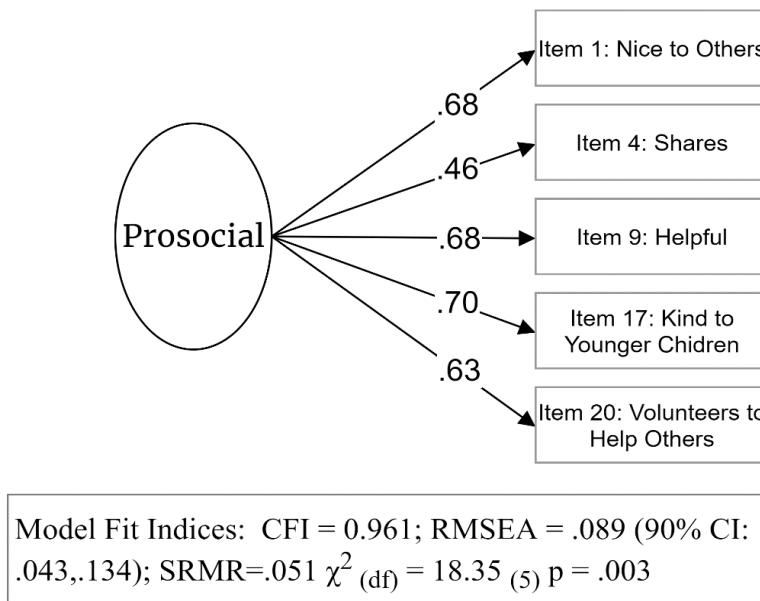 Item 1: Nice to Others
.68
Item 4: Shares
.46
Prosocial
.68
Item 9: Helpful
.70
Item 17: Kind to
Younger Chidren
.63
Item 20: Volunteers to
Help Others
Model Fit Indices: CFI = 0.961; RMSEA = .089 (90% CI:
.043,.134); SRMR=.051 χ² (df) = 18.35 (5) p = .003